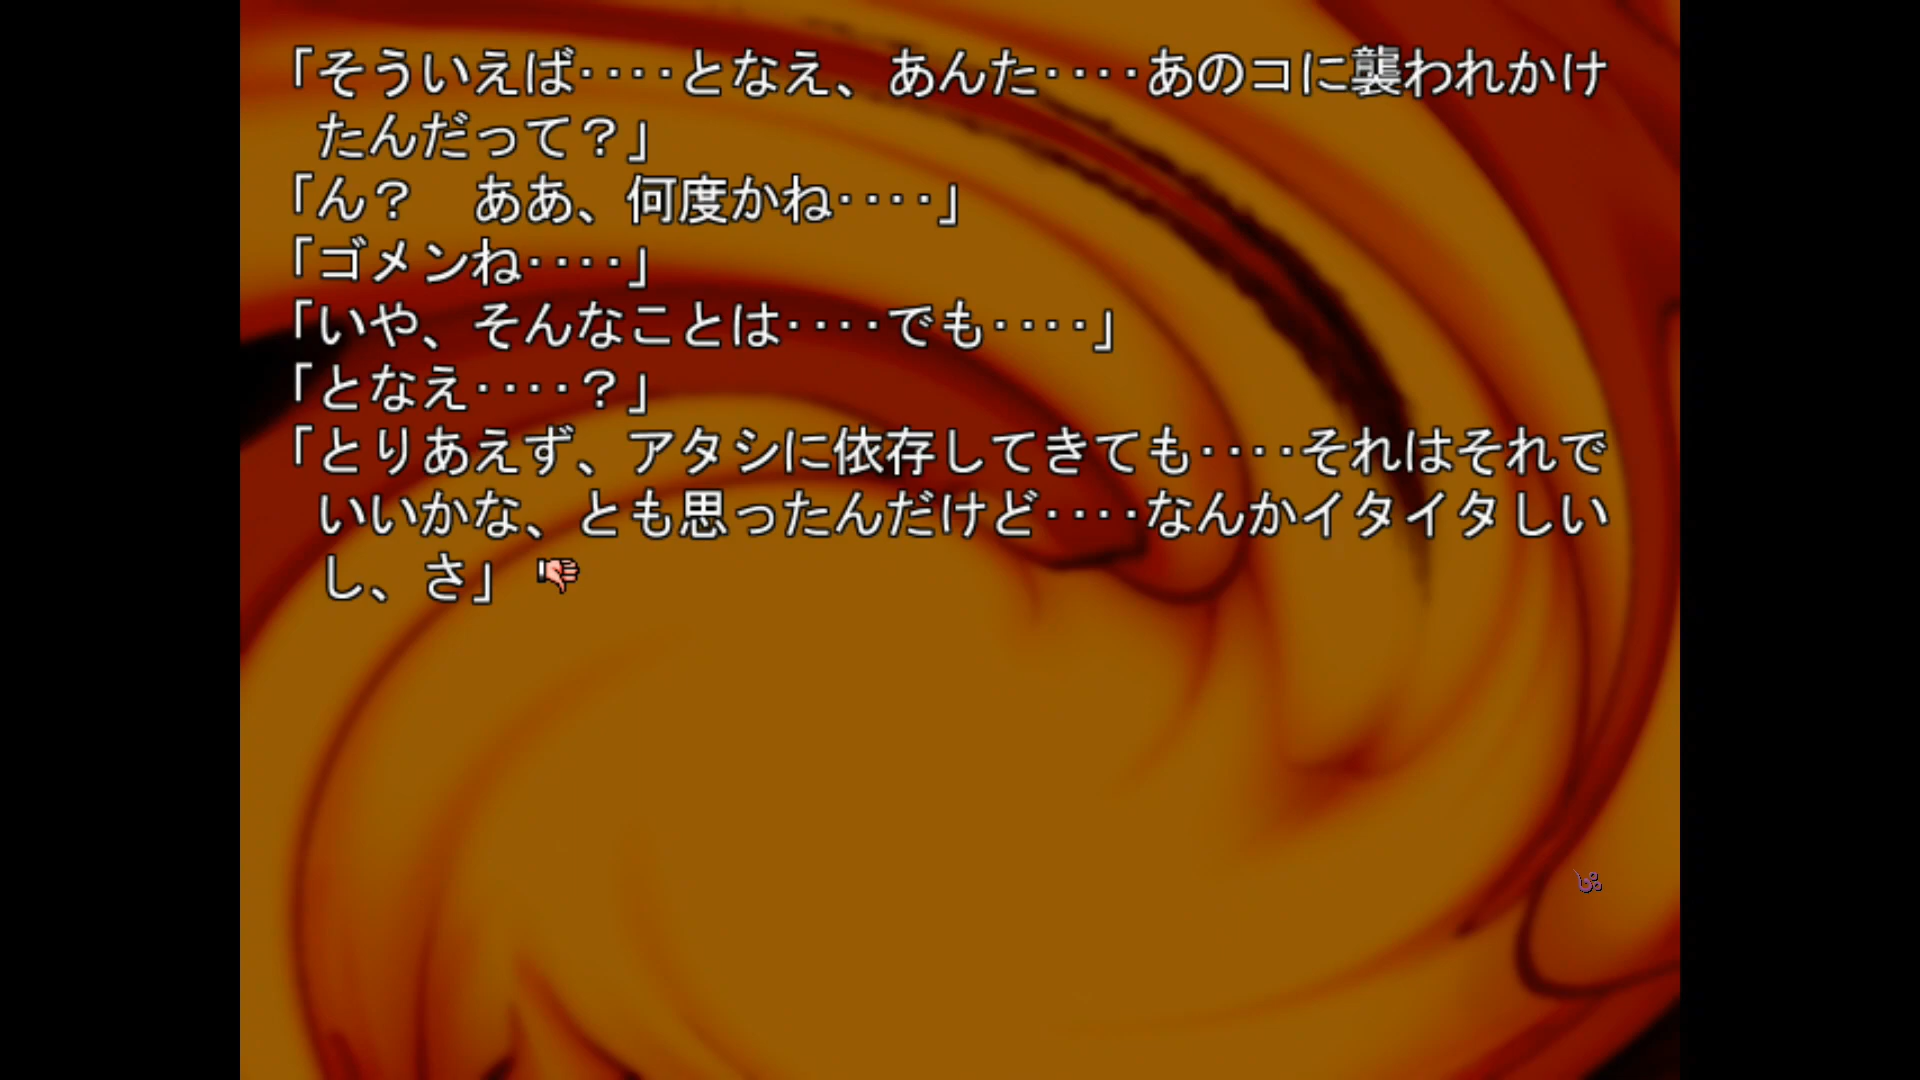 「そういえば‥‥となえ、あんた‥‥あのコに襲われかけ
たんだって？」
「ん？　ああ、何度かね‥‥」
「ゴメンね‥‥」
「いや、そんなことは‥‥でも‥‥」
「となえ‥‥？」
「とりあえず、アタシに依存してきても‥‥それはそれで
いいかな、とも思ったんだけど‥‥なんかイタイタしい
し、さ」